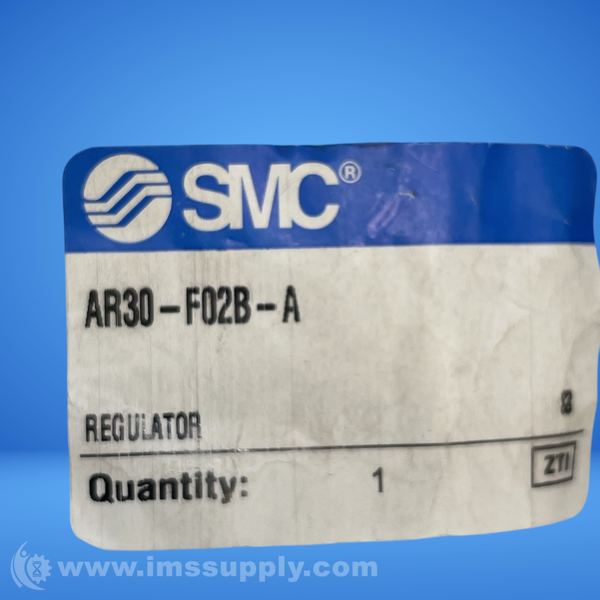 SMC®
AR30-F02B-A
REGULATOR
Quantity: 1 ZTI
www.imssupply.com